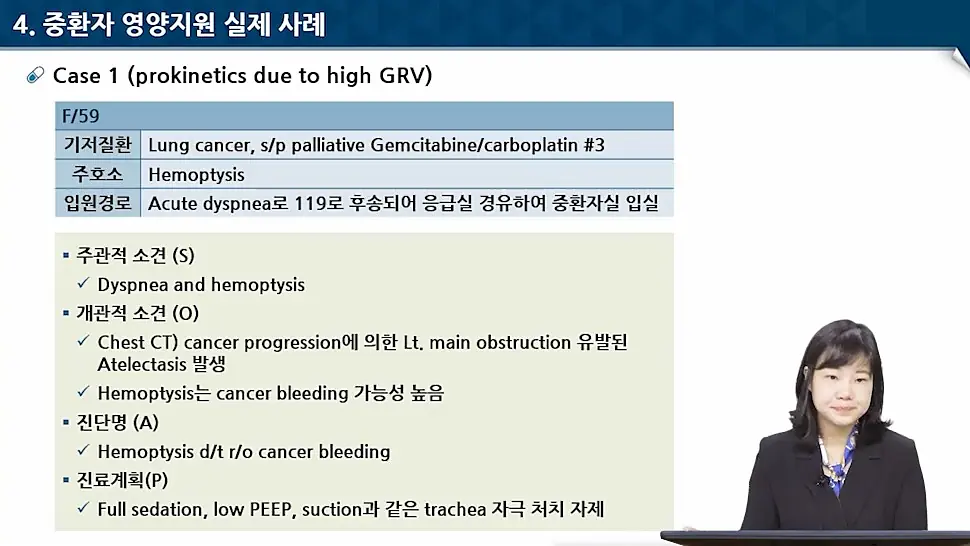 4. 중환자 영양지원 실제 사례
Case 1 (prokinetics due to high GRV)
F/59
기저질환 Lung cancer, s/p palliative Gemcitabine/carboplatin #3
주호소 Hemoptysis
입원경로 Acute dyspnea로 119로 후송되어 응급실 경유하여 중환자실 입실
▪ 주관적 소견 (S)
✓ Dyspnea and hemoptysis
▪ 개관적 소견 (O)
✓ Chest CT) cancer progression에 의한 Lt. main obstruction 유발된
Atelectasis 발생
✓ Hemoptysis는 cancer bleeding 가능성 높음
▪ 진단명 (A)
✓ Hemoptysis d/t r/o cancer bleeding
▪ 진료계획(P)
✓ Full sedation, low PEEP, suction과 같은 trachea 자극 처치 자제